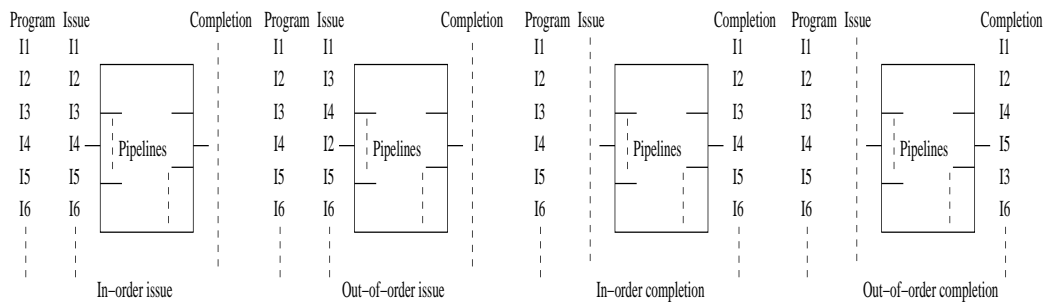 Program Issue Completion Program Issue Completion Program Issue Completion Program Issue Completion
I1 I1 I1 I1 I1 I1 I1 I1
I2 I2 I2 I3 I2 I2 I2 I2
I3 I3 I3 I4 I3 I3 I3 I4
I4 I4 Pipelines I4 I2 Pipelines I4 Pipelines I4 I4 Pipelines I5
I5 I5 I5 I5 I5 I5 I5 I3
I6 I6 I6 I6 I6 I6 I6 I6
In-order issue Out-of-order issue In-order completion Out-of-order completion